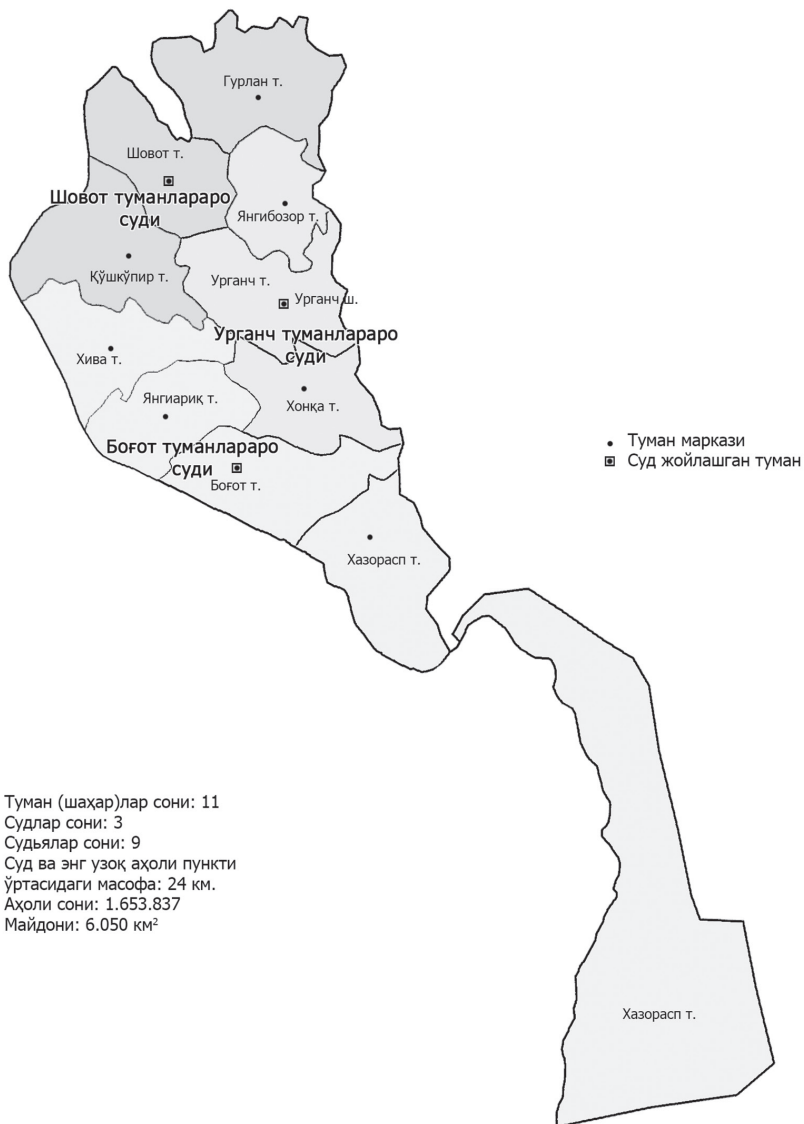 Гурлан т.
Шовот т.
Шовот туманлараро
суди
Янгибозор т.
Қўшкўпир т.
Урганч т.
Урганч ш.
Урганч туманлараро
суди
Хива т.
Янгиариқ т.
Хонқа т.
Боғот туманлараро
суди
Боғот т.
Туман маркази
Суд жойлашган туман
Хазорасп т.
Туман (шаҳар)лар сони: 11
Судлар сони: 3
Судьялар сони: 9
Суд ва энг узоқ аҳоли пункти
ўртасидаги масофа: 24 км.
Аҳоли сони: 1.653.837
Майдони: 6.050 км²
Хазорасп т.